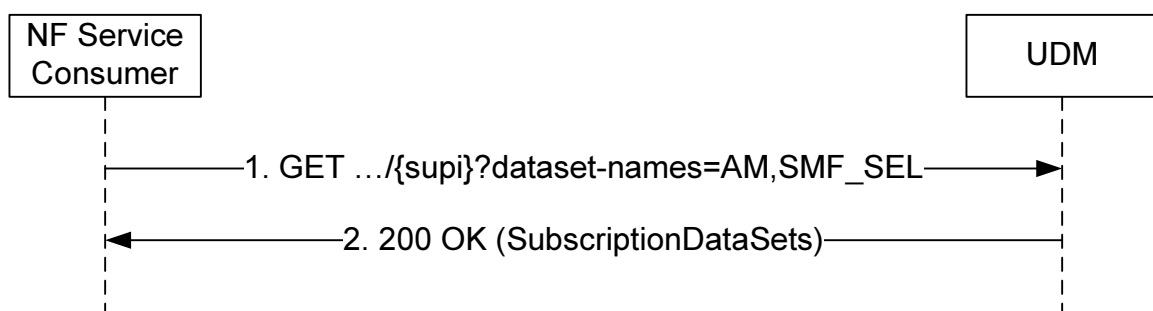 NF Service
Consumer
UDM
1. GET …/{supi}?dataset-names=AM,SMF_SEL
2. 200 OK (SubscriptionDataSets)